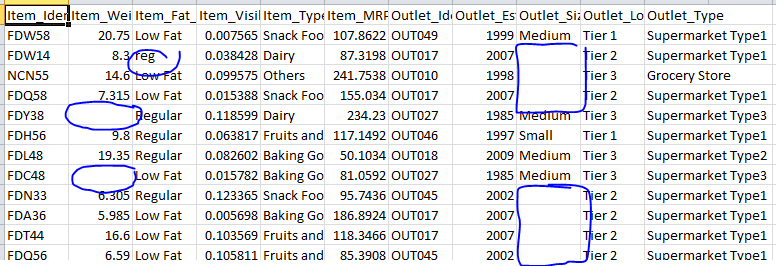 Item_Iden Item_Wei Item_Fat_ Item_Visil Item_Type Item_MRP Outlet_Ide Outlet_Es Outlet_Siz Outlet_Lo Outlet_Type
FDW58 20.75 Low Fat 0.007565 Snack Foo 107.8622 OUT049 1999 Medium Tier 1 Supermarket Type1
FDW14 8.3 reg 0.038428 Dairy 87.3198 OUT017 2007 Tier 2 Supermarket Type1
NCN55 14.6 Low Fat 0.099575 Others 241.7538 OUT010 1998 Tier 3 Grocery Store
FDQ58 7.315 Low Fat 0.015388 Snack Foo 155.034 OUT017 2007 Tier 2 Supermarket Type1
FDY38 Regular 0.118599 Dairy 234.23 OUT027 1985 Medium Tier 3 Supermarket Type3
FDH56 9.8 Regular 0.063817 Fruits and 117.1492 OUT046 1997 Small Tier 1 Supermarket Type1
FDL48 19.35 Regular 0.082602 Baking Go 50.1034 OUT018 2009 Medium Tier 3 Supermarket Type2
FDC48 Low Fat 0.015782 Baking Go 81.0592 OUT027 1985 Medium Tier 3 Supermarket Type3
FDN33 6.305 Regular 0.123365 Snack Foo 95.7436 OUT045 2002 Tier 2 Supermarket Type1
FDA36 5.985 Low Fat 0.005698 Baking Go 186.8924 OUT017 2007 Tier 2 Supermarket Type1
FDT44 16.6 Low Fat 0.103569 Fruits and 118.3466 OUT017 2007 Tier 2 Supermarket Type1
FDQ56 6.59 Low Fat 0.105811 Fruits and 85.3908 OUT045 2002 Tier 2 Supermarket Type1